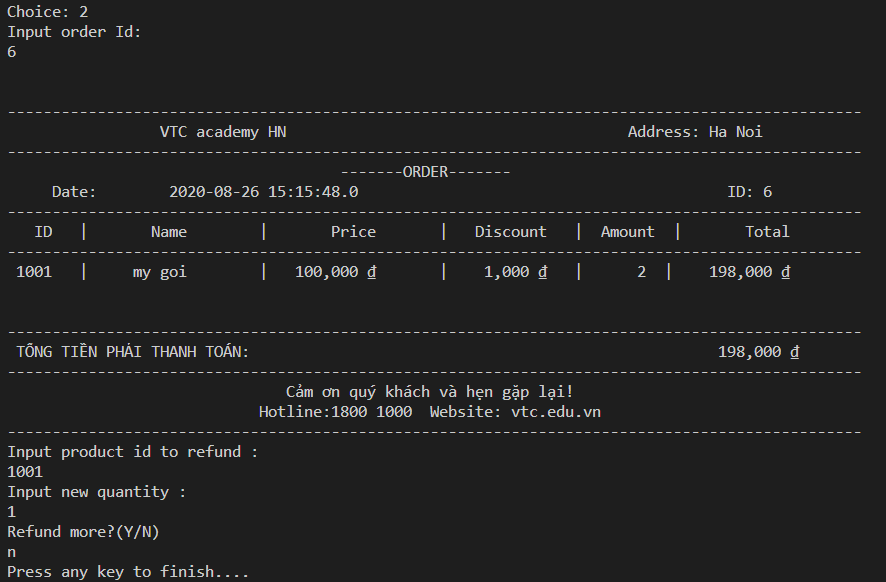 Choice: 2
Input order Id:
6
-----------------------------------------------------------------------------------------------
VTC academy HN Address: Ha Noi
-----------------------------------------------------------------------------------------------
-------ORDER-------
Date: 2020-08-26 15:15:48.0 ID: 6
-----------------------------------------------------------------------------------------------
ID | Name | Price | Discount | Amount | Total
-----------------------------------------------------------------------------------------------
1001 | my goi | 100,000 ₫ | 1,000 ₫ | 2 | 198,000 ₫
-----------------------------------------------------------------------------------------------
TỔNG TIỀN PHẢI THANH TOÁN: 198,000 ₫
-----------------------------------------------------------------------------------------------
Cảm ơn quý khách và hẹn gặp lại!
Hotline:1800 1000 Website: vtc.edu.vn
-----------------------------------------------------------------------------------------------
Input product id to refund :
1001
Input new quantity :
1
Refund more?(Y/N)
n
Press any key to finish....